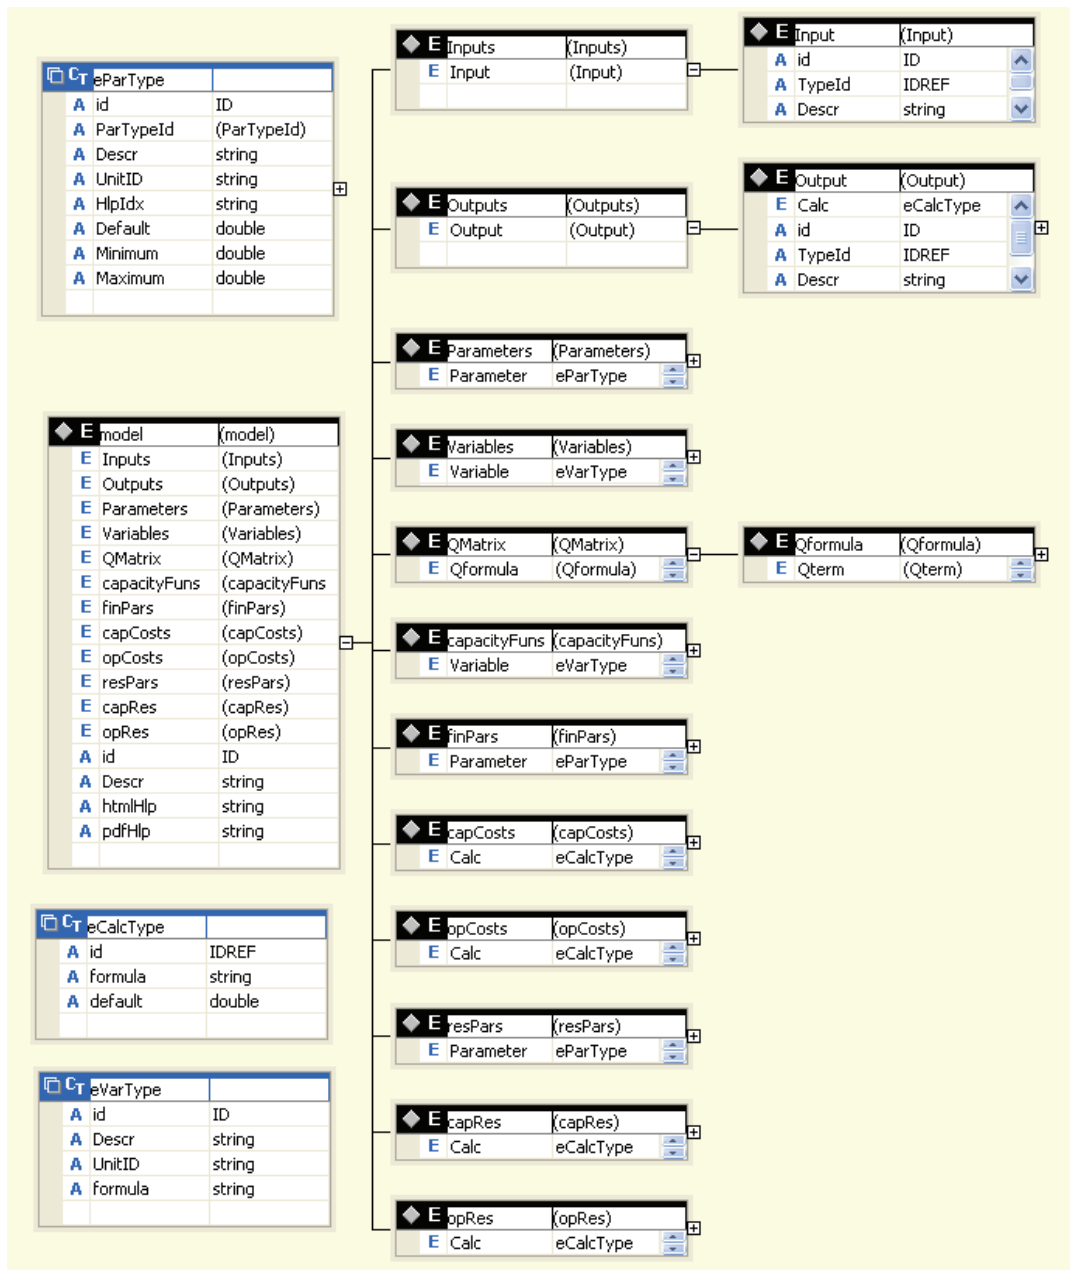 CT eParType
A id ID
A ParTypeId (ParTypeId)
A Descr string
A UnitID string
A HlpIdx string
A Default double
A Minimum double
A Maximum double
E model (model)
E Inputs (Inputs)
E Outputs (Outputs)
E Parameters (Parameters)
E Variables (Variables)
E QMatrix (QMatrix)
E capacityFuns (capacityFuns
E finPars (finPars)
E capCosts (capCosts)
E opCosts (opCosts)
E resPars (resPars)
E capRes (capRes)
E opRes (opRes)
A id ID
A Descr string
A htmlHlp string
A pdfHlp string
CT eCalcType
A id IDREF
A formula string
A default double
CT eVarType
A id ID
A Descr string
A UnitID string
A formula string
E Inputs (Inputs)
E Input (Input)
E Outputs (Outputs)
E Output (Output)
E Parameters (Parameters)
E Parameter eParType
E Variables (Variables)
E Variable eVarType
E QMatrix (QMatrix)
E Qformula (Qformula)
E capacityFuns (capacityFuns)
E Variable eVarType
E finPars (finPars)
E Parameter eParType
E capCosts (capCosts)
E Calc eCalcType
E opCosts (opCosts)
E Calc eCalcType
E resPars (resPars)
E Parameter eParType
E capRes (capRes)
E Calc eCalcType
E opRes (opRes)
E Calc eCalcType
E Input (Input)
A id ID
A TypeId IDREF
A Descr string
E Output (Output)
E Calc eCalcType
A id ID
A TypeId IDREF
A Descr string
E Qformula (Qformula)
E Qterm (Qterm)